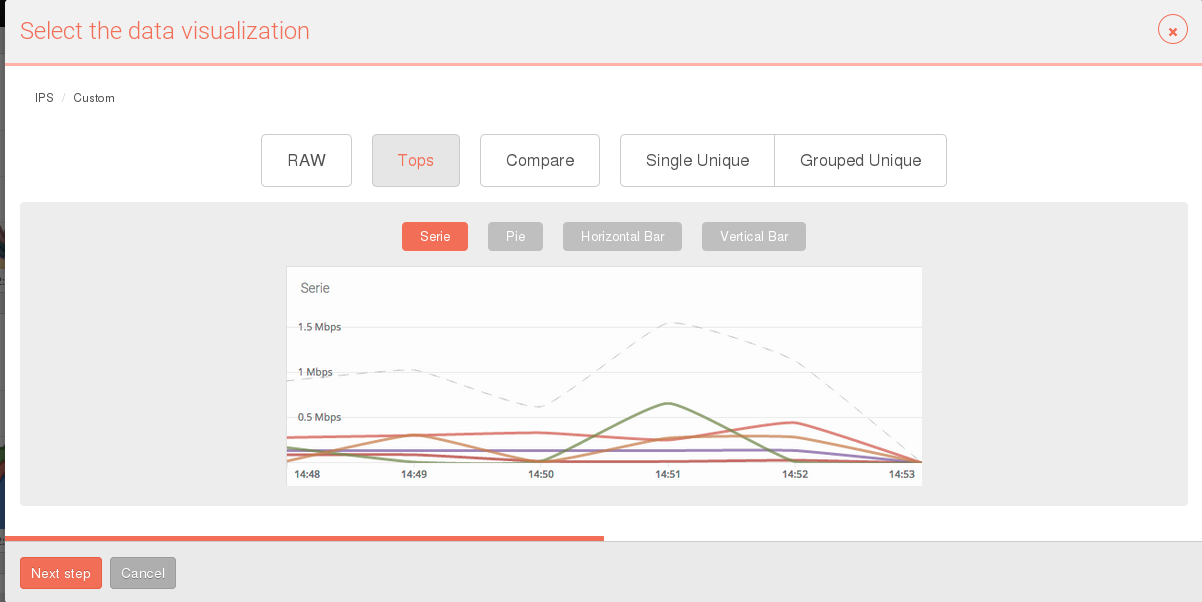 Select the data visualization
IPS / Custom
RAW Tops Compare Single Unique Grouped Unique
Serie Pie Horizontal Bar Vertical Bar
Serie
1.5 Mbps
1 Mbps
0.5 Mbps
14:48 14:49 14:50 14:51 14:52 14:53
Next step Cancel